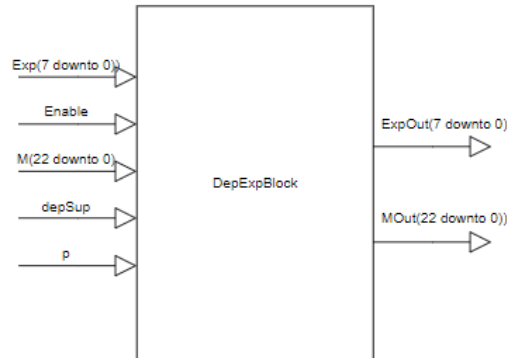 Exp(7 downto 0))
Enable
M(22 downto 0)
depSup
p
DepExpBlock
ExpOut(7 downto 0)
MOut(22 downto 0))